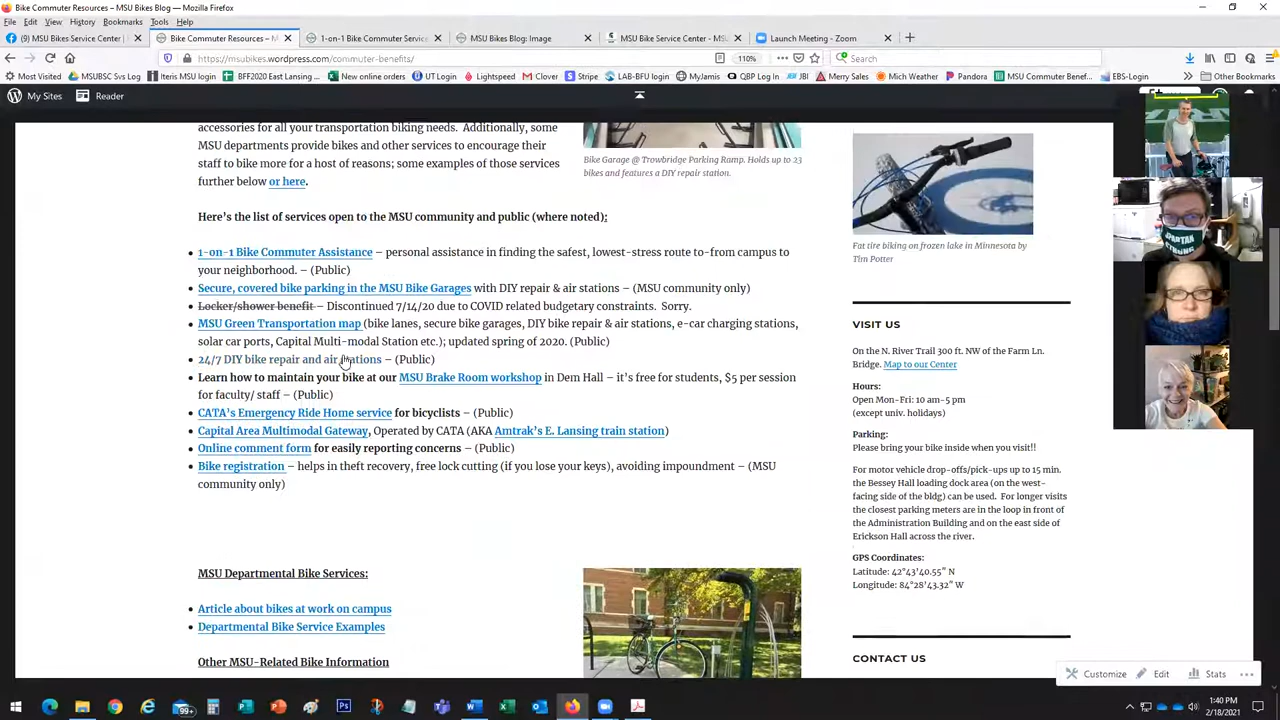 Bike Commuter Resources – MSU Bikes Blog - Mozilla Firefox
File Edit View History Bookmarks Tools Help
(9) MSU Bikes Service Center | Bike Commuter Resources – M 1-on-1 Bike Commuter Service MSU Bikes Blog: Image MSU Bike Service Center - MSU Launch Meeting - Zoom
https://msubikes.wordpress.com/commuter-benefits/ 110% Search
Most Visited MSUBSC Svs Log Iteris MSU login BFF2020 East Lansing ... New online orders UT Login Lightspeed Clover Stripe LAB-BFU login MyJamis QBP Log In JBI Merry Sales Mich Weather Pandora MSU Commuter Benef... EBS-Login Other Bookmarks
My Sites Reader
accessories for all your transportation biking needs. Additionally, some
MSU departments provide bikes and other services to encourage their
staff to bike more for a host of reasons; some examples of those services
further below or here.
Bike Garage @ Trowbridge Parking Ramp. Holds up to 23
bikes and features a DIY repair station.
Here's the list of services open to the MSU community and public (where noted):
1-on-1 Bike Commuter Assistance – personal assistance in finding the safest, lowest-stress route to-from campus to
your neighborhood. – (Public)
Secure, covered bike parking in the MSU Bike Garages with DIY repair & air stations – (MSU community only)
Locker/shower benefit – Discontinued 7/14/20 due to COVID related budgetary constraints. Sorry.
MSU Green Transportation map (bike lanes, secure bike garages, DIY bike repair & air stations, e-car charging stations,
solar car ports, Capital Multi-modal Station etc.); updated spring of 2020. (Public)
24/7 DIY bike repair and air stations – (Public)
Learn how to maintain your bike at our MSU Brake Room workshop in Dem Hall – it's free for students, $5 per session
for faculty/ staff – (Public)
CATA's Emergency Ride Home service for bicyclists – (Public)
Capital Area Multimodal Gateway, Operated by CATA (AKA Amtrak's E. Lansing train station)
Online comment form for easily reporting concerns – (Public)
Bike registration – helps in theft recovery, free lock cutting (if you lose your keys), avoiding impoundment – (MSU
community only)
MSU Departmental Bike Services:
Article about bikes at work on campus
Departmental Bike Service Examples
Other MSU-Related Bike Information
Fat tire biking on frozen lake in Minnesota by
Tim Potter
VISIT US
On the N. River Trail 300 ft. NW of the Farm Ln.
Bridge. Map to our Center
Hours:
Open Mon-Fri: 10 am-5 pm
(except univ. holidays)
Parking:
Please bring your bike inside when you visit!!
For motor vehicle drop-offs/pick-ups up to 15 min.
the Bessey Hall loading dock area (on the west-
facing side of the bldg) can be used. For longer visits
the closest parking meters are in the loop in front of
the Administration Building and on the east side of
Erickson Hall across the river.
GPS Coordinates:
Latitude: 42°43'40.55" N
Longitude: 84°28'43.32" W
CONTACT US
Customize Edit Stats
SPARTAN
STRONG
99+
1:40 PM
2/18/2021